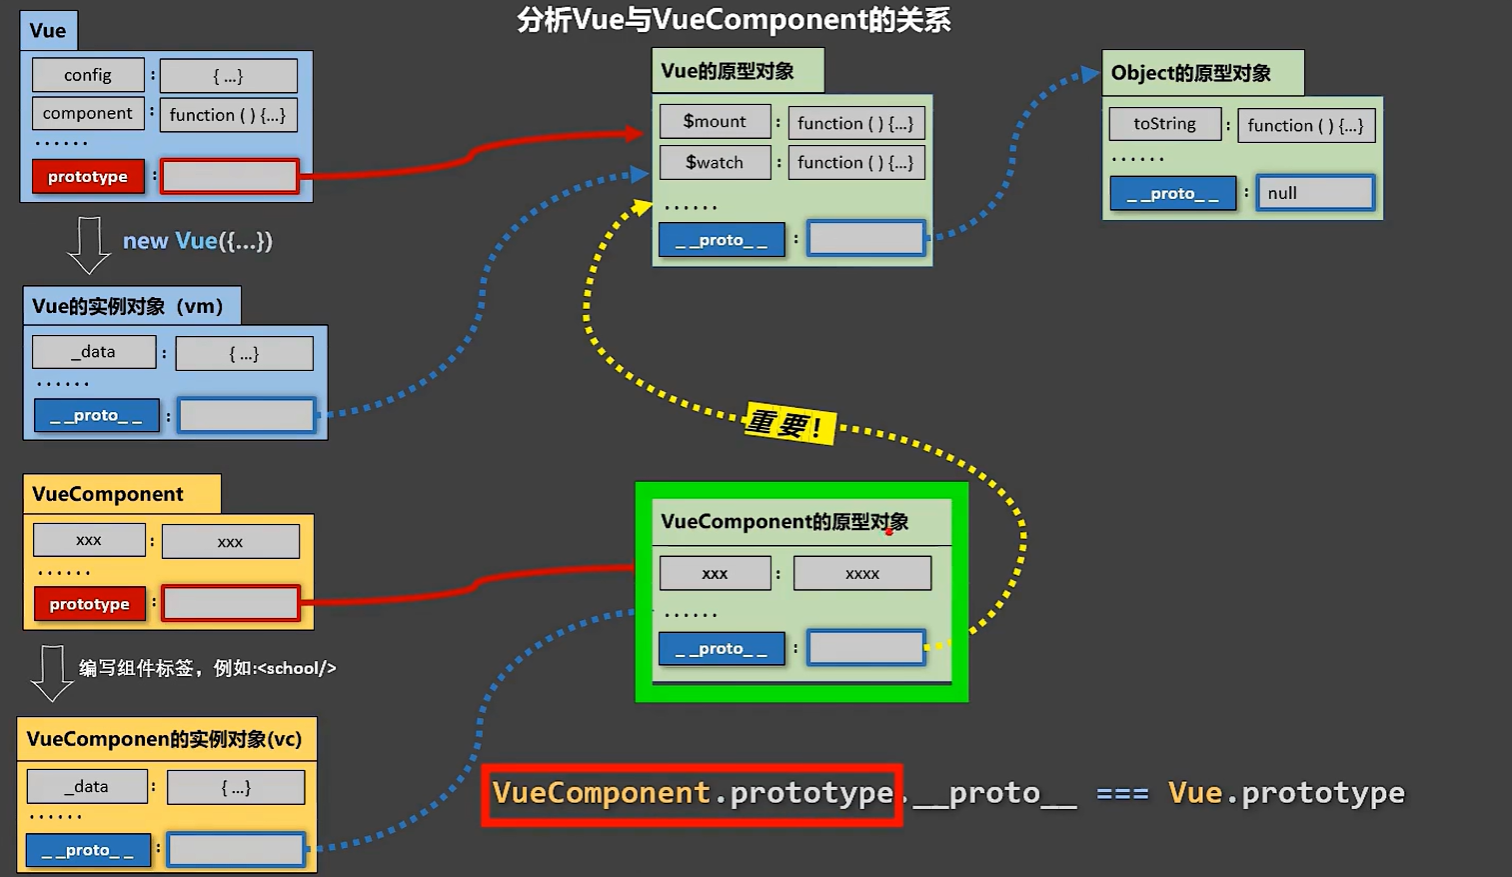 分析Vue与VueComponent的关系
Vue
config : { ...}
component : function ( ) {...}
······
prototype :
new Vue({...})
Vue的原型对象
$mount : function ( ) {...}
$watch : function ( ) {...}
······
_ _proto_ _ :
Object的原型对象
toString : function ( ) {...}
······
_ _proto_ _ : null
Vue的实例对象（vm）
_data : { ...}
······
_ _proto_ _ :
重要！
VueComponent
xxx : xxx
······
prototype :
编写组件标签，例如:<school/>
VueComponent的原型对象
xxx : xxxx
······
_ _proto_ _ :
VueComponen的实例对象(vc)
_data : { ...}
······
_ _proto_ _ :
VueComponent.prototype.__proto__ === Vue.prototype